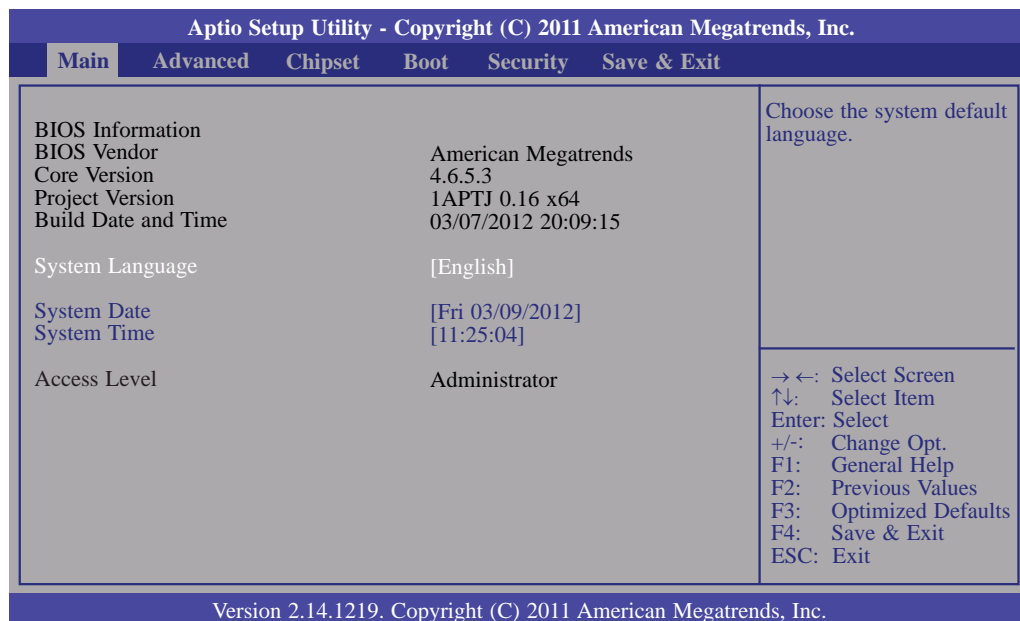 Aptio Setup Utility - Copyright (C) 2011 American Megatrends, Inc.
Main Advanced Chipset Boot Security Save & Exit
BIOS Information
BIOS Vendor American Megatrends
Core Version 4.6.5.3
Project Version 1APTJ 0.16 x64
Build Date and Time 03/07/2012 20:09:15
System Language [English]
System Date [Fri 03/09/2012]
System Time [11:25:04]
Access Level Administrator
Choose the system default
language.
→ ←: Select Screen
↑↓: Select Item
Enter: Select
+/-: Change Opt.
F1: General Help
F2: Previous Values
F3: Optimized Defaults
F4: Save & Exit
ESC: Exit
Version 2.14.1219. Copyright (C) 2011 American Megatrends, Inc.